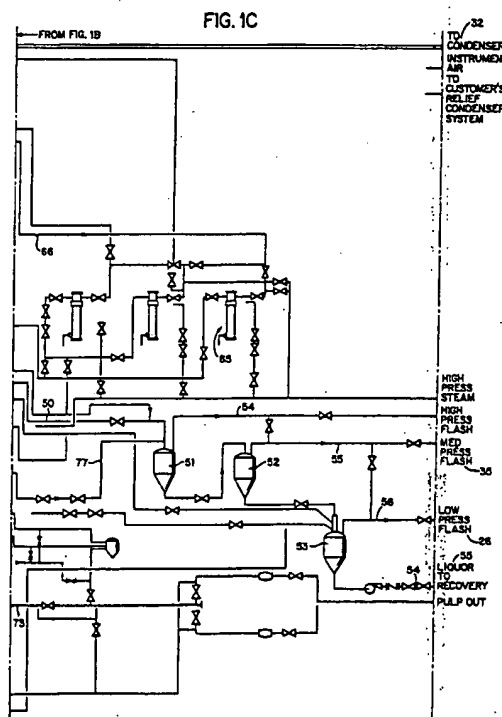 FIG. 1C
FROM FIG. 1B
32
TO
CONDENSER
INSTRUMEN
AIR
TO
CUSTOMER'S
RELIEF
CONDENSER
SYSTEM
66
65
HIGH
PRESS
STEAM
50
54
HIGH
PRESS
FLASH
77
51
52
55
MED
PRESS
FLASH
35
56
LOW
PRESS
FLASH
26
53
55
LIQUOR
TO
RECOVERY
54
PULP OUT
73